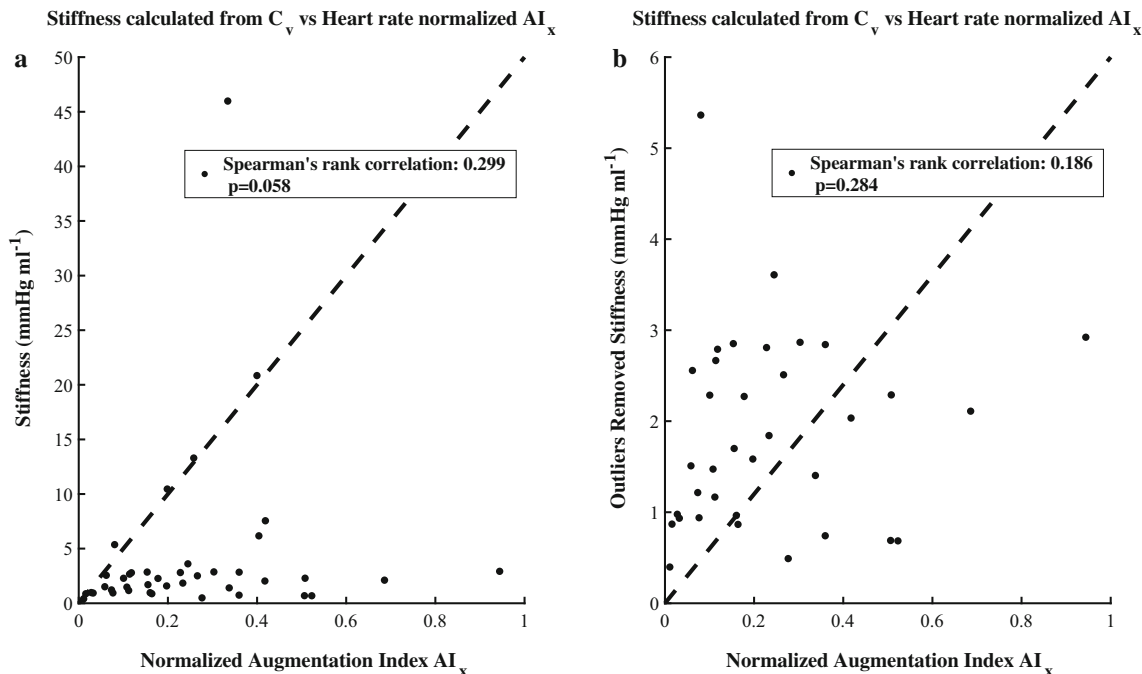 Stiffness calculated from C_v vs Heart rate normalized AI_x
a
50
45
40
35
30
25
20
15
10
5
0
Stiffness (mmHg ml^-1)
Spearman's rank correlation: 0.299
p=0.058
0 0.2 0.4 0.6 0.8 1
Normalized Augmentation Index AI_x
Stiffness calculated from C_v vs Heart rate normalized AI_x
b
6
5
4
3
2
1
0
Outliers Removed Stiffness (mmHg ml^-1)
Spearman's rank correlation: 0.186
p=0.284
0 0.2 0.4 0.6 0.8 1
Normalized Augmentation Index AI_x